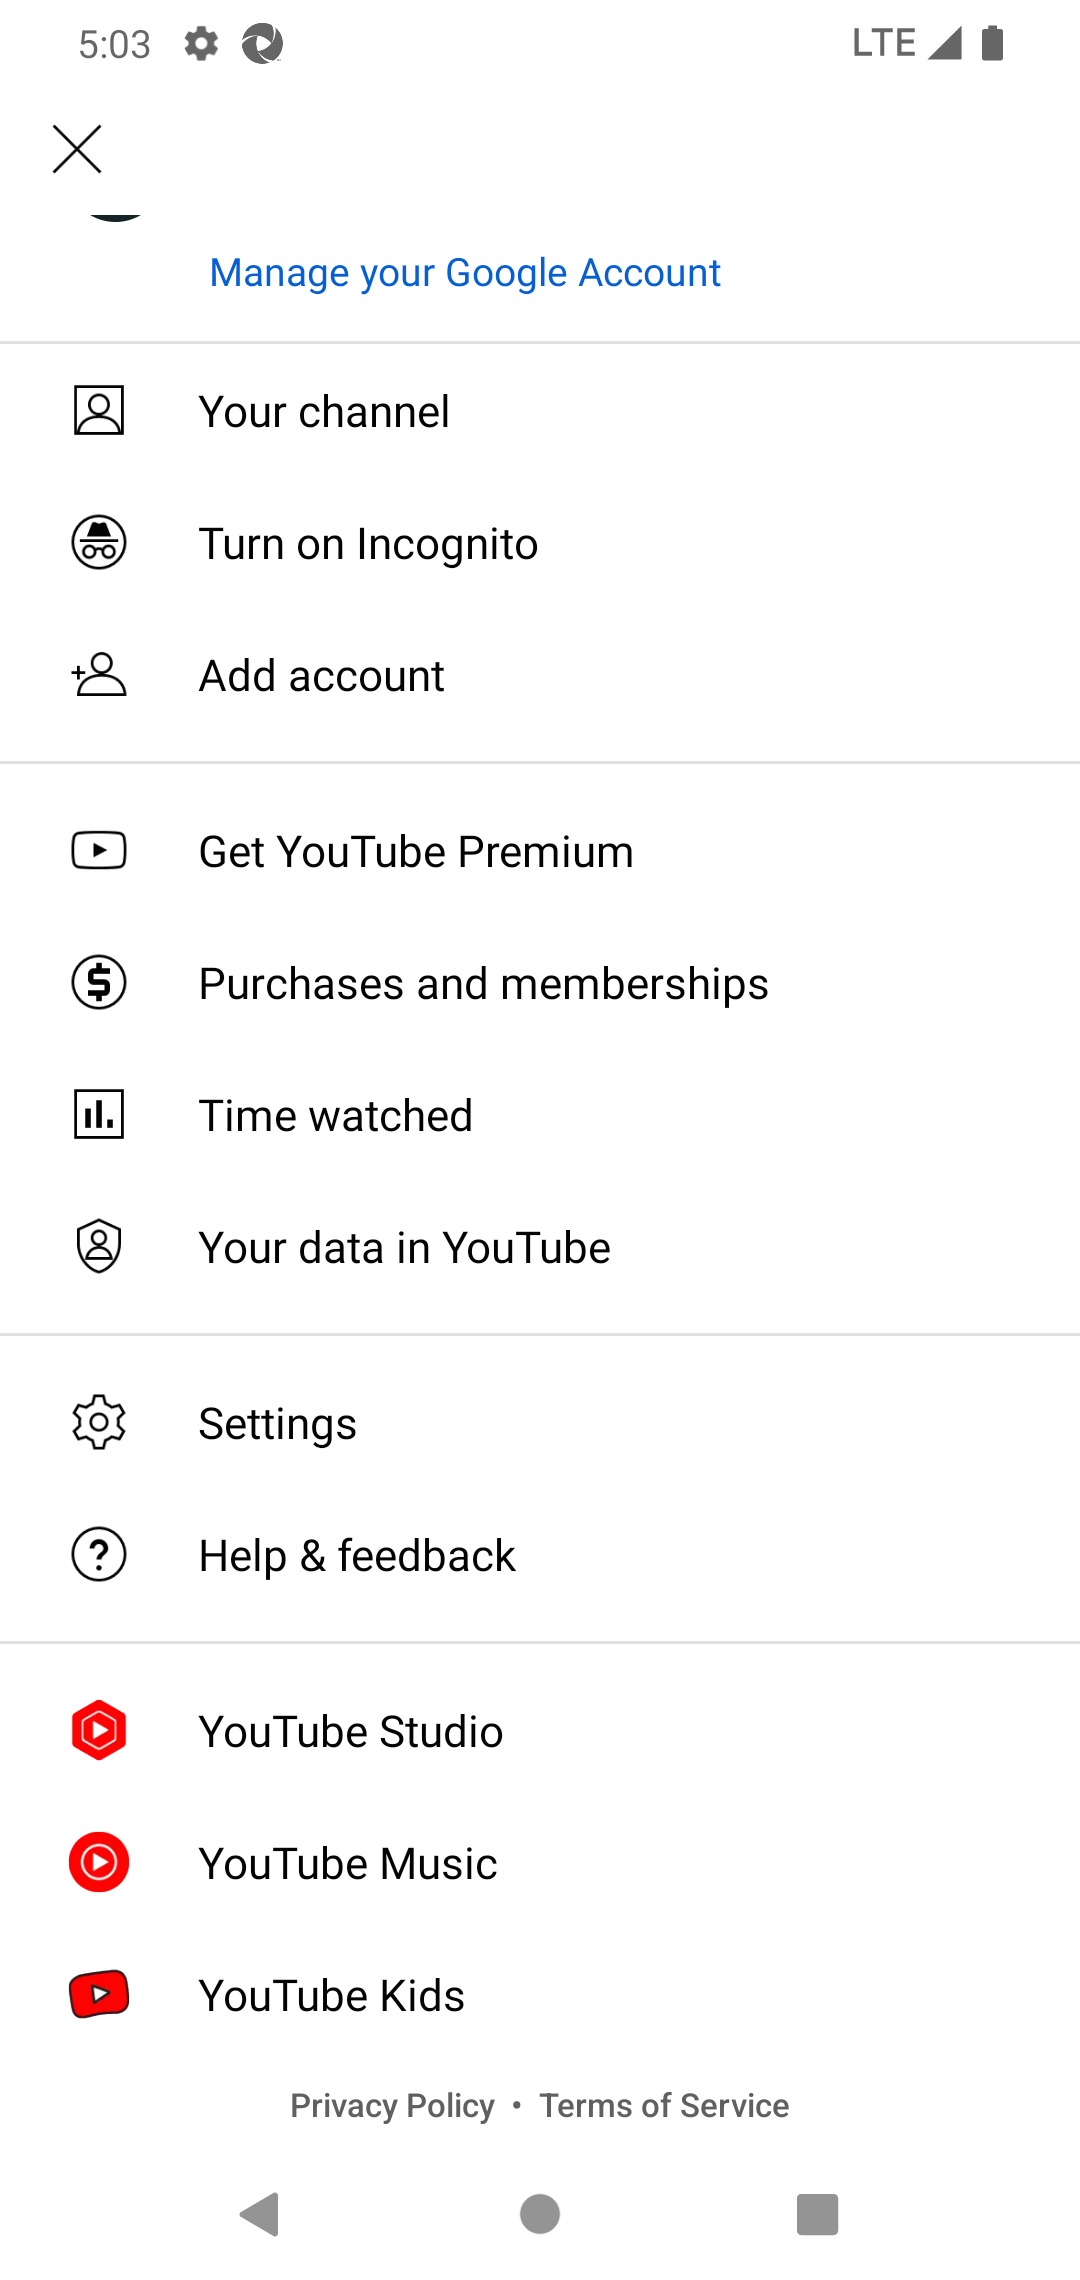 5:03 LTE
Manage your Google Account
Your channel
Turn on Incognito
Add account
Get YouTube Premium
Purchases and memberships
Time watched
Your data in YouTube
Settings
Help & feedback
YouTube Studio
YouTube Music
YouTube Kids
Privacy Policy • Terms of Service